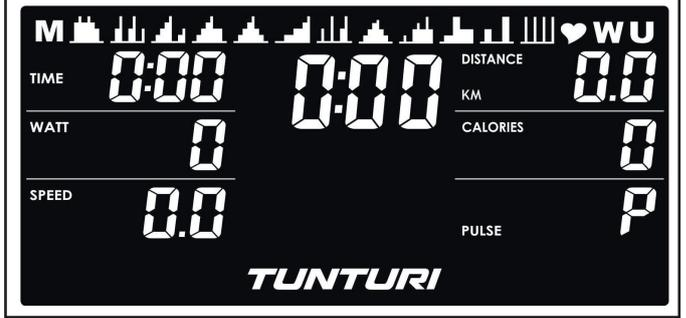 M W U
TIME 0:00
0:00
DISTANCE KM 0.0
WATT 0
CALORIES 0
SPEED 0.0
PULSE P
TUNTURI